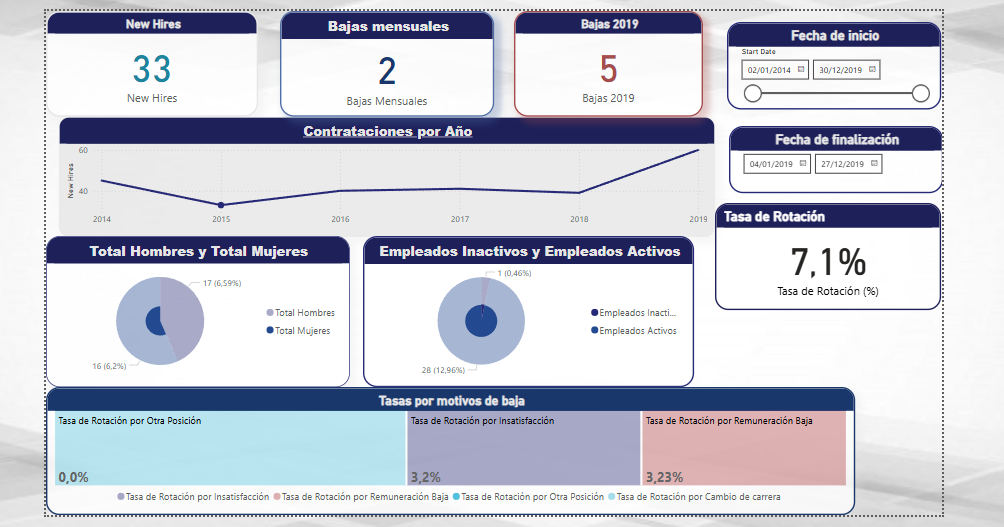 New Hires
33
New Hires
Bajas mensuales
2
Bajas Mensuales
Bajas 2019
5
Bajas 2019
Fecha de inicio
Start Date
02/01/2014 30/12/2019
Contrataciones por Año
New Hires
60
40
2014 2015 2016 2017 2018 2019
Fecha de finalización
04/01/2019 27/12/2019
Tasa de Rotación
7,1%
Tasa de Rotación (%)
Total Hombres y Total Mujeres
17 (6,59%)
16 (6,2%)
Total Hombres
Total Mujeres
Empleados Inactivos y Empleados Activos
1 (0,46%)
28 (12,96%)
Empleados Inacti...
Empleados Activos
Tasas por motivos de baja
Tasa de Rotación por Otra Posición
0,0%
Tasa de Rotación por Insatisfacción
3,2%
Tasa de Rotación por Remuneración Baja
3,23%
Tasa de Rotación por Insatisfacción Tasa de Rotación por Remuneración Baja Tasa de Rotación por Otra Posición Tasa de Rotación por Cambio de carrera